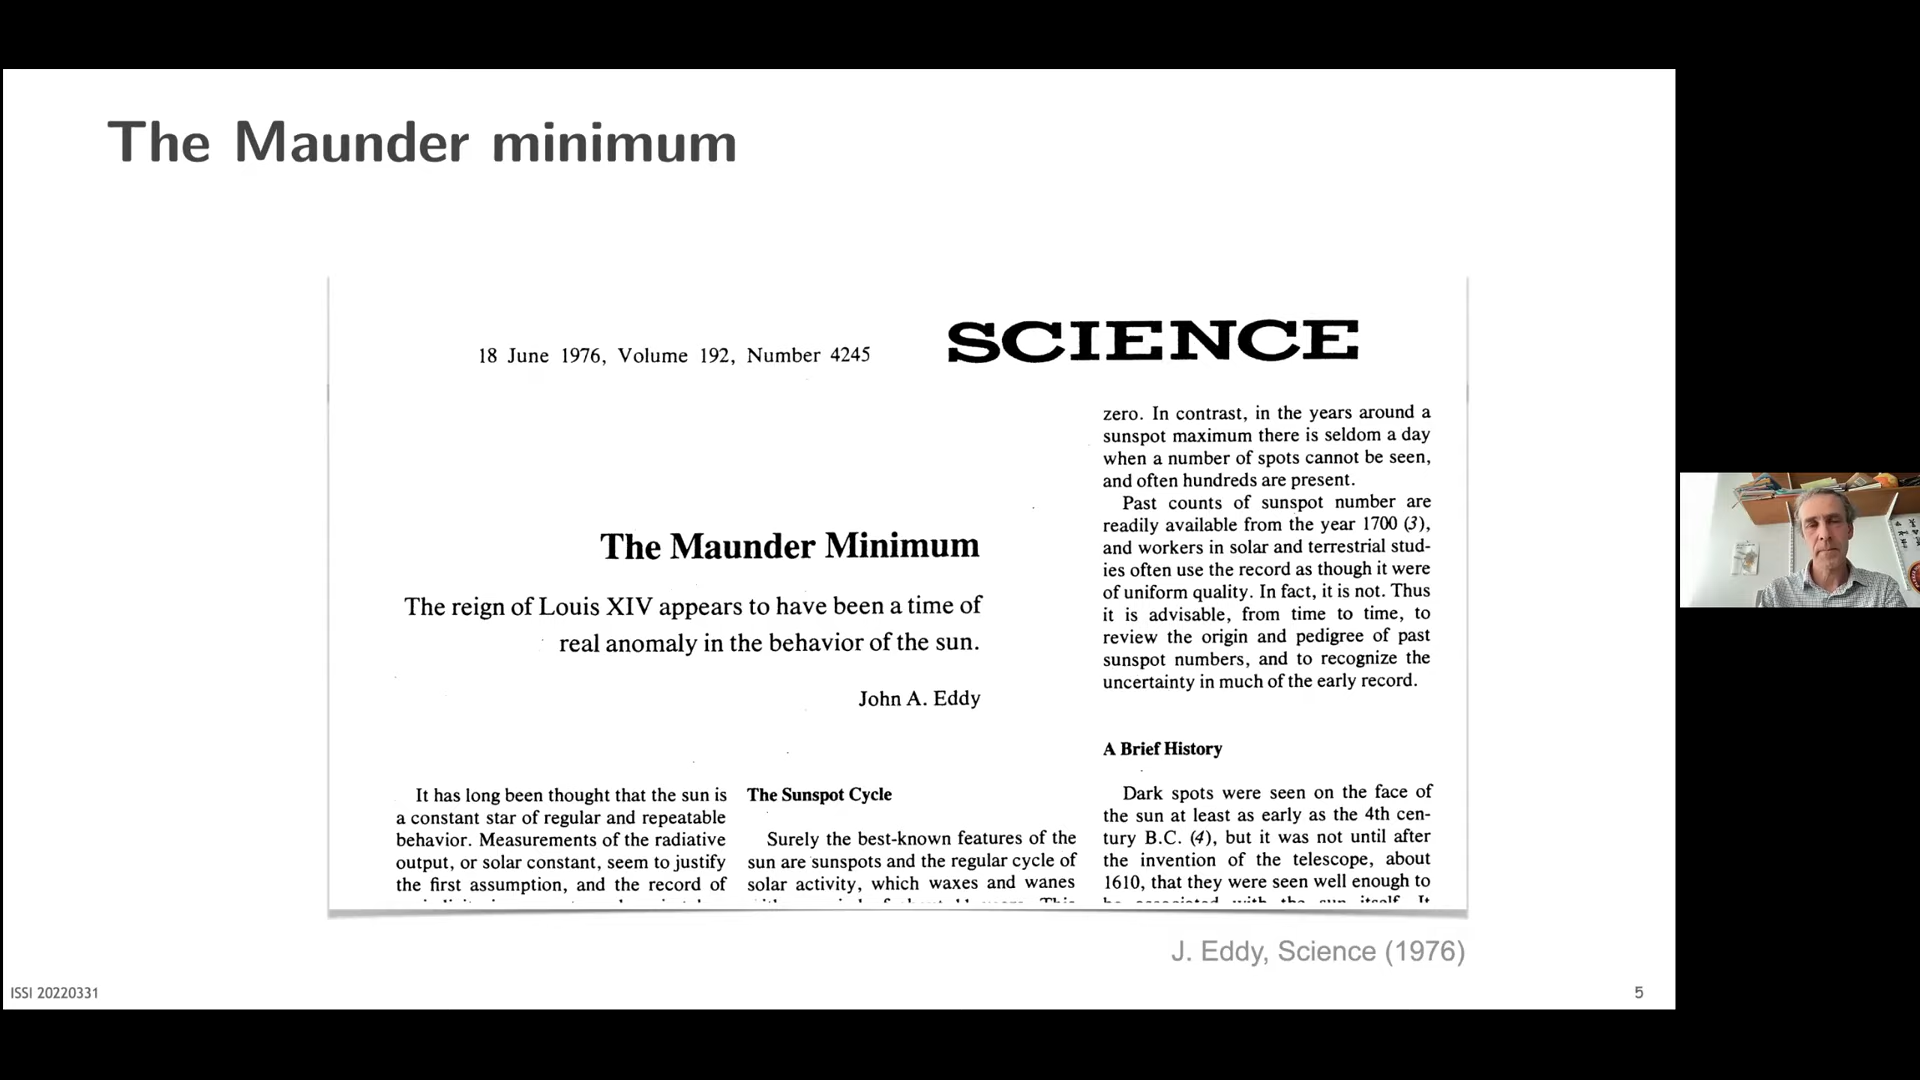 The Maunder minimum
18 June 1976, Volume 192, Number 4245
SCIENCE
The Maunder Minimum
The reign of Louis XIV appears to have been a time of
real anomaly in the behavior of the sun.
John A. Eddy
It has long been thought that the sun is
a constant star of regular and repeatable
behavior. Measurements of the radiative
output, or solar constant, seem to justify
the first assumption, and the record of
The Sunspot Cycle
Surely the best-known features of the
sun are sunspots and the regular cycle of
solar activity, which waxes and wanes
zero. In contrast, in the years around a
sunspot maximum there is seldom a day
when a number of spots cannot be seen,
and often hundreds are present.
Past counts of sunspot number are
readily available from the year 1700 (3),
and workers in solar and terrestrial stud-
ies often use the record as though it were
of uniform quality. In fact, it is not. Thus
it is advisable, from time to time, to
review the origin and pedigree of past
sunspot numbers, and to recognize the
uncertainty in much of the early record.
A Brief History
Dark spots were seen on the face of
the sun at least as early as the 4th cen-
tury B.C. (4), but it was not until after
the invention of the telescope, about
1610, that they were seen well enough to
J. Eddy, Science (1976)
ISSI 20220331
5